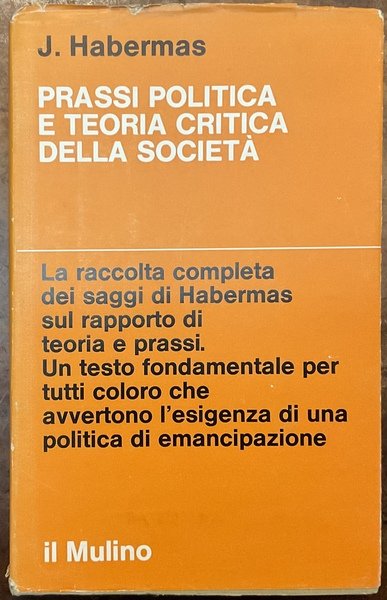 J. Habermas
PRASSI POLITICA
E TEORIA CRITICA
DELLA SOCIETÀ
La raccolta completa
dei saggi di Habermas
sul rapporto di
teoria e prassi.
Un testo fondamentale per
tutti coloro che
avvertono l'esigenza di una
politica di emancipazione
il Mulino